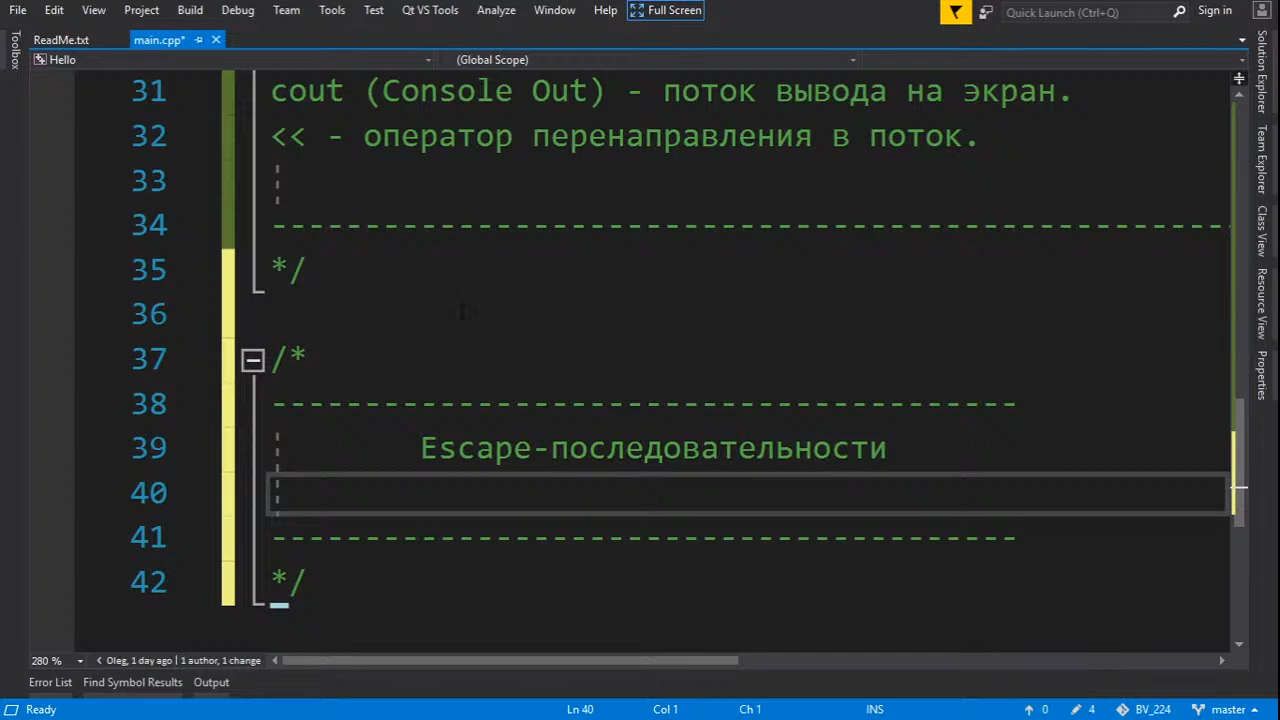 File Edit View Project Build Debug Team Tools Test Qt VS Tools Analyze Window Help Full Screen Quick Launch (Ctrl+Q) Sign in
ReadMe.txt main.cpp*
Hello (Global Scope)
31 cout (Console Out) - поток вывода на экран.
32 << - оператор перенаправления в поток.
33
34 --------------------------------------------------
35 */
36
37 /*
38 ----------------------------------------
39 Escape-последовательности
40
41 ----------------------------------------
42 */
280 % Oleg, 1 day ago | 1 author, 1 change
Error List Find Symbol Results Output
Ready Ln 40 Col 1 Ch 1 INS 0 4 BV_224 master
Toolbox
Solution Explorer
Team Explorer
Class View
Resource View
Properties